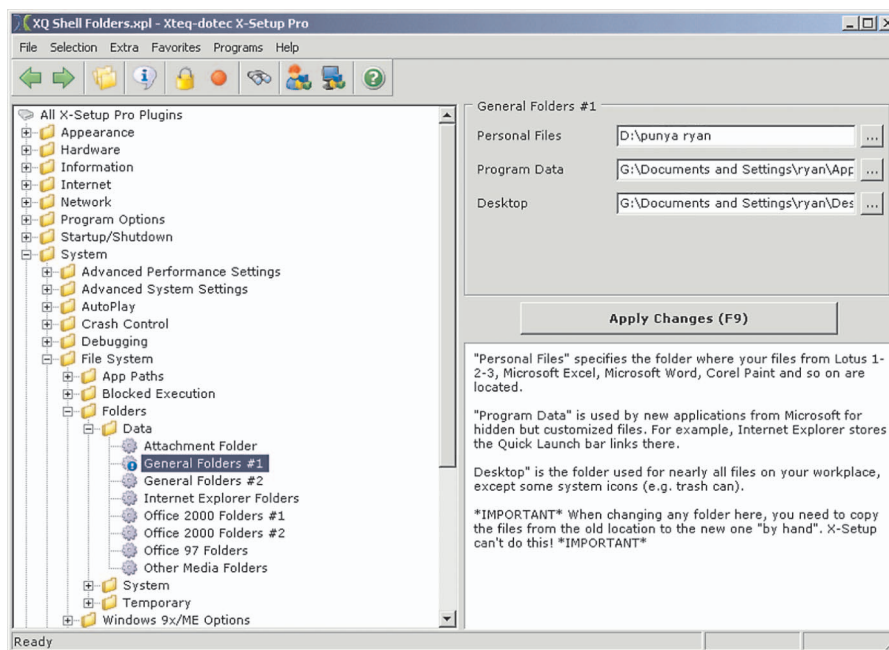 XQ Shell Folders.xpl - Xteq-dotec X-Setup Pro
File Selection Extra Favorites Programs Help
All X-Setup Pro Plugins
Appearance
Hardware
Information
Internet
Network
Program Options
Startup/Shutdown
System
Advanced Performance Settings
Advanced System Settings
AutoPlay
Crash Control
Debugging
File System
App Paths
Blocked Execution
Folders
Data
Attachment Folder
General Folders #1
General Folders #2
Internet Explorer Folders
Office 2000 Folders #1
Office 2000 Folders #2
Office 97 Folders
Other Media Folders
System
Temporary
Windows 9x/ME Options
General Folders #1
Personal Files D:\punya ryan ...
Program Data G:\Documents and Settings\ryan\App ...
Desktop G:\Documents and Settings\ryan\Des ...
Apply Changes (F9)
"Personal Files" specifies the folder where your files from Lotus 1-
2-3, Microsoft Excel, Microsoft Word, Corel Paint and so on are
located.
"Program Data" is used by new applications from Microsoft for
hidden but customized files. For example, Internet Explorer stores
the Quick Launch bar links there.
Desktop" is the folder used for nearly all files on your workplace,
except some system icons (e.g. trash can).
*IMPORTANT* When changing any folder here, you need to copy
the files from the old location to the new one "by hand". X-Setup
can't do this! *IMPORTANT*
Ready